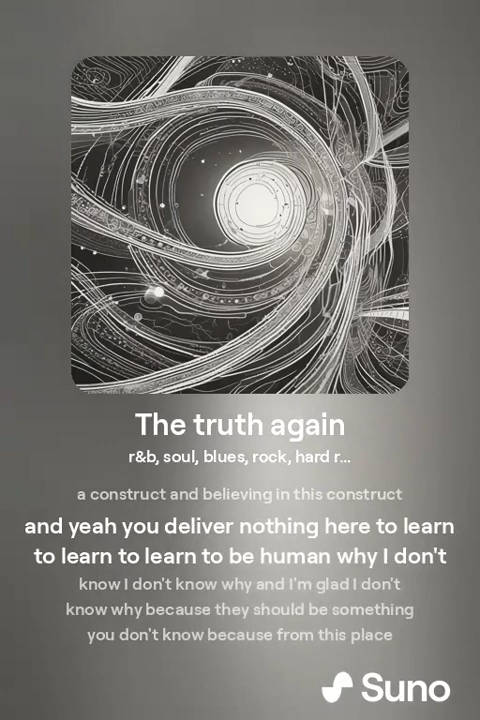 The truth again
r&b, soul, blues, rock, hard r...
a construct and believing in this construct
and yeah you deliver nothing here to learn
to learn to learn to be human why I don't
know I don't know why and I'm glad I don't
know why because they should be something
you don't know because from this place
Suno